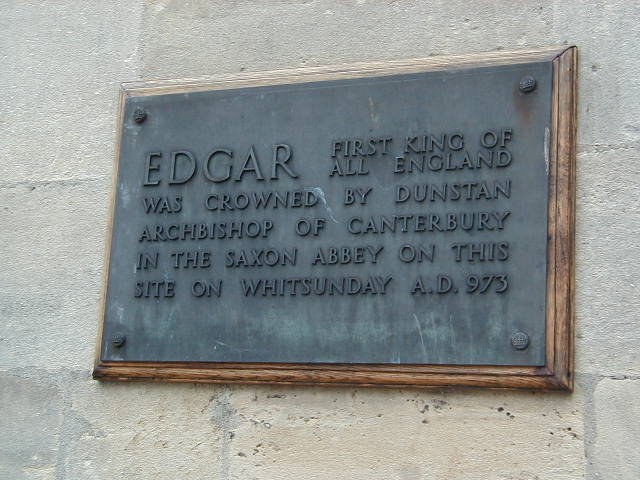 EDGAR FIRST KING OF
ALL ENGLAND
WAS CROWNED BY DUNSTAN
ARCHBISHOP OF CANTERBURY
IN THE SAXON ABBEY ON THIS
SITE ON WHITSUNDAY A.D. 973